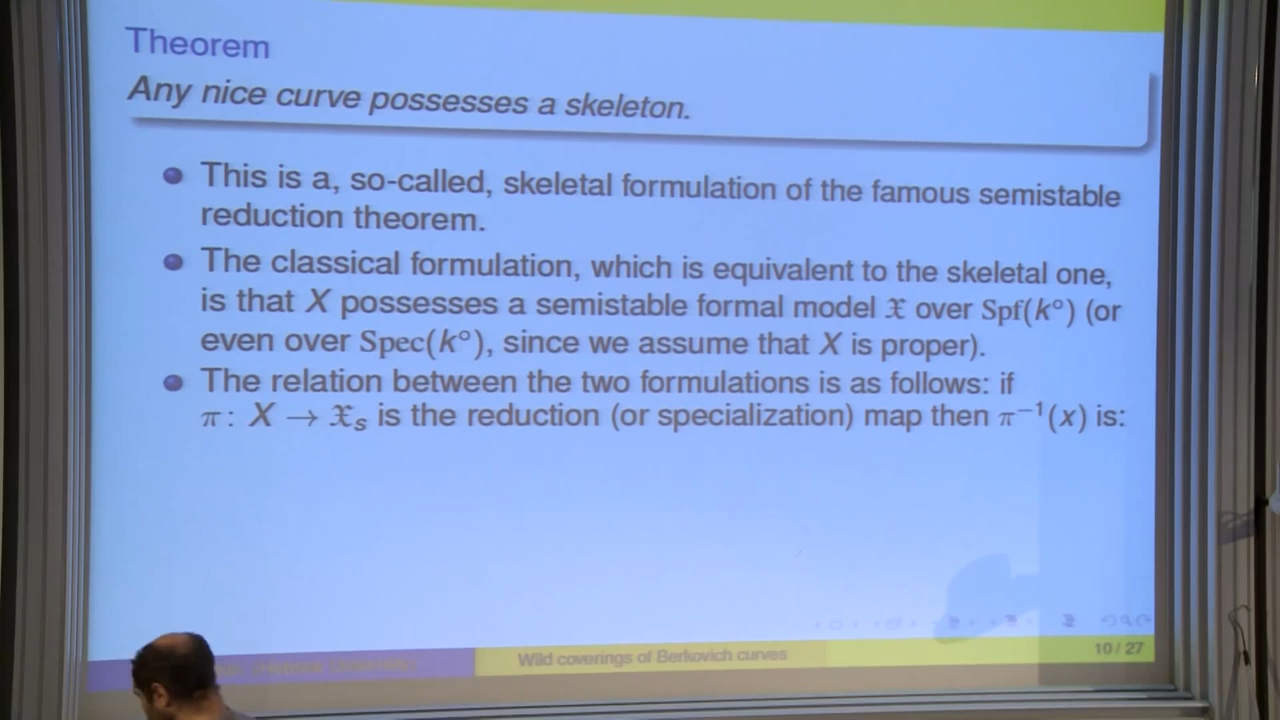 Theorem
Any nice curve possesses a skeleton.
This is a, so-called, skeletal formulation of the famous semistable
reduction theorem.
The classical formulation, which is equivalent to the skeletal one,
is that X possesses a semistable formal model 𝔛 over Spf(k°) (or
even over Spec(k°), since we assume that X is proper).
The relation between the two formulations is as follows: if
π: X → 𝔛ₛ is the reduction (or specialization) map then π⁻¹(x) is:
(Hebrew University) Wild coverings of Berkovich curves 10 / 27